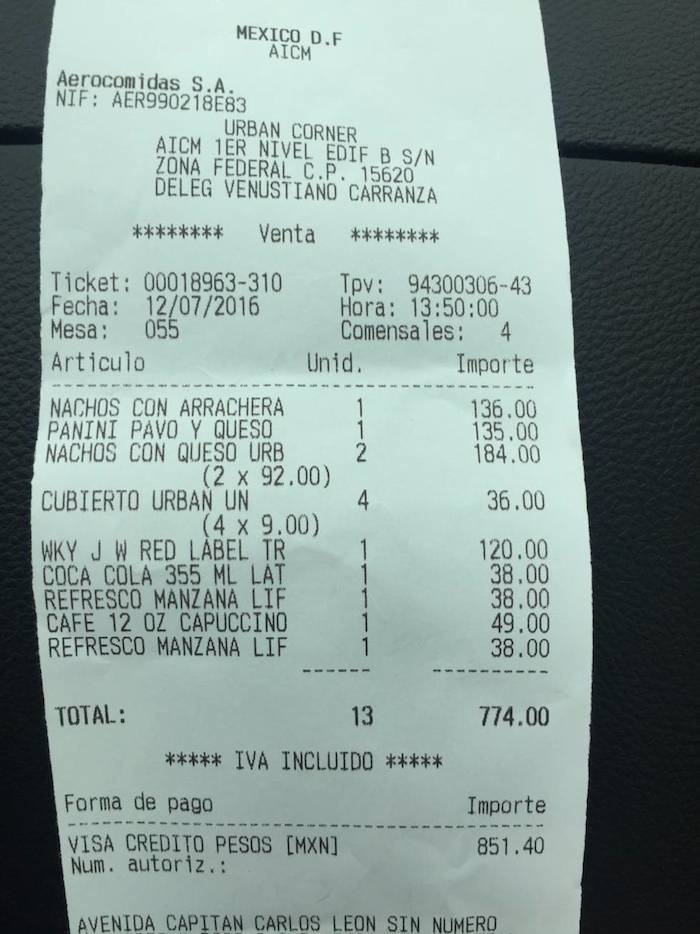 MEXICO D.F
AICM
Aerocomidas S.A.
NIF: AER990218E83
URBAN CORNER
AICM 1ER NIVEL EDIF B S/N
ZONA FEDERAL C.P. 15620
DELEG VENUSTIANO CARRANZA
******** Venta ********
Ticket: 00018963-310 Tpv: 94300306-43
Fecha: 12/07/2016 Hora: 13:50:00
Mesa: 055 Comensales: 4
Articulo Unid. Importe
NACHOS CON ARRACHERA 1 136.00
PANINI PAVO Y QUESO 1 135.00
NACHOS CON QUESO URB 2 184.00
(2 x 92.00)
CUBIERTO URBAN UN 4 36.00
(4 x 9.00)
WKY J W RED LABEL TR 1 120.00
COCA COLA 355 ML LAT 1 38.00
REFRESCO MANZANA LIF 1 38.00
CAFE 12 OZ CAPUCCINO 1 49.00
REFRESCO MANZANA LIF 1 38.00
TOTAL: 13 774.00
***** IVA INCLUIDO *****
Forma de pago Importe
VISA CREDITO PESOS [MXN] 851.40
Num. autoriz.:
AVENIDA CAPITAN CARLOS LEON SIN NUMERO